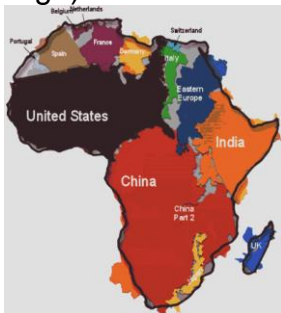 Belgium
Netherlands
Switzerland
Portugal
Spain
France
Germany
Italy
Eastern
Europe
United States
India
China
China
Part 2
UK